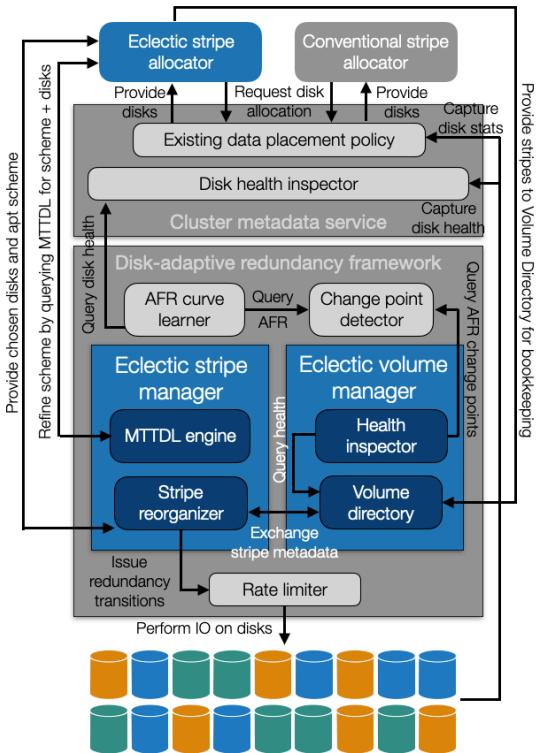 Eclectic stripe
allocator
Conventional stripe
allocator
Provide
disks
Request disk
allocation
Provide
disks
Capture
disk stats
Existing data placement policy
Disk health inspector
Capture
disk health
Cluster metadata service
Provide chosen disks and apt scheme
Refine scheme by querying MTTDL for scheme + disks
Query disk health
Provide stripes to Volume Directory for bookkeeping
Disk-adaptive redundancy framework
AFR curve
learner
Query
AFR
Change point
detector
Query AFR change points
Eclectic stripe
manager
Eclectic volume
manager
MTTDL engine
Query health
Health
inspector
Stripe
reorganizer
Volume
directory
Exchange
stripe metadata
Issue
redundancy
transitions
Rate limiter
Perform IO on disks